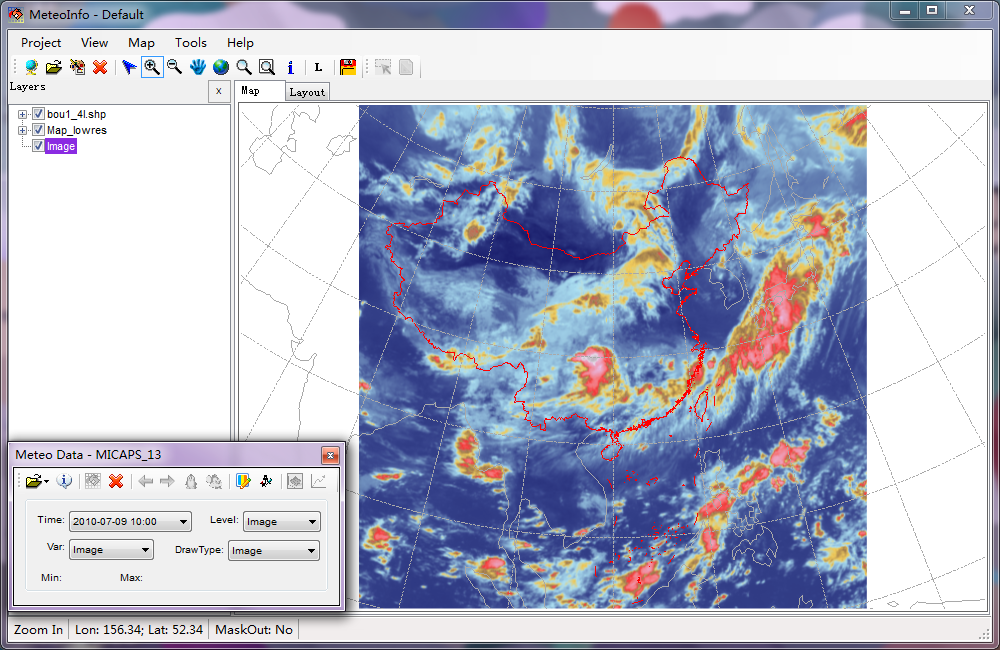 MeteoInfo - Default
Project View Map Tools Help
L
Layers
x
Map Layout
bou1_4l.shp
Map_lowres
Image
Meteo Data - MICAPS_13
Time: 2010-07-09 10:00 Level: Image
Var: Image DrawType: Image
Min: Max:
Zoom In Lon: 156.34; Lat: 52.34 MaskOut: No